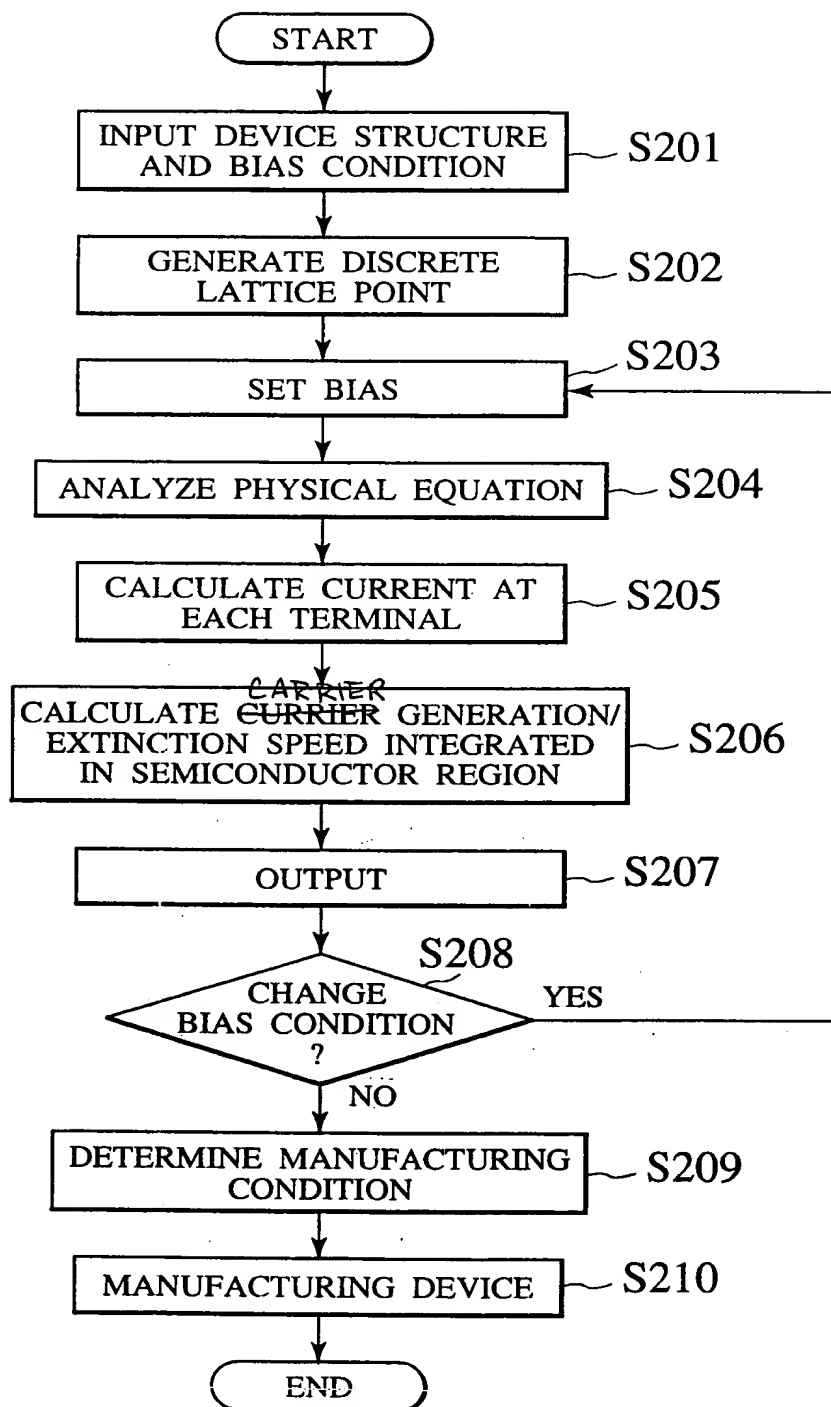 START
INPUT DEVICE STRUCTURE
AND BIAS CONDITION
S201
GENERATE DISCRETE
LATTICE POINT
S202
S203
SET BIAS
ANALYZE PHYSICAL EQUATION
S204
CALCULATE CURRENT AT
EACH TERMINAL
S205
CARRIER
CALCULATE CURRIER GENERATION/
EXTINCTION SPEED INTEGRATED
IN SEMICONDUCTOR REGION
S206
OUTPUT
S207
S208
CHANGE
BIAS CONDITION
?
YES
NO
DETERMINE MANUFACTURING
CONDITION
S209
MANUFACTURING DEVICE
S210
END